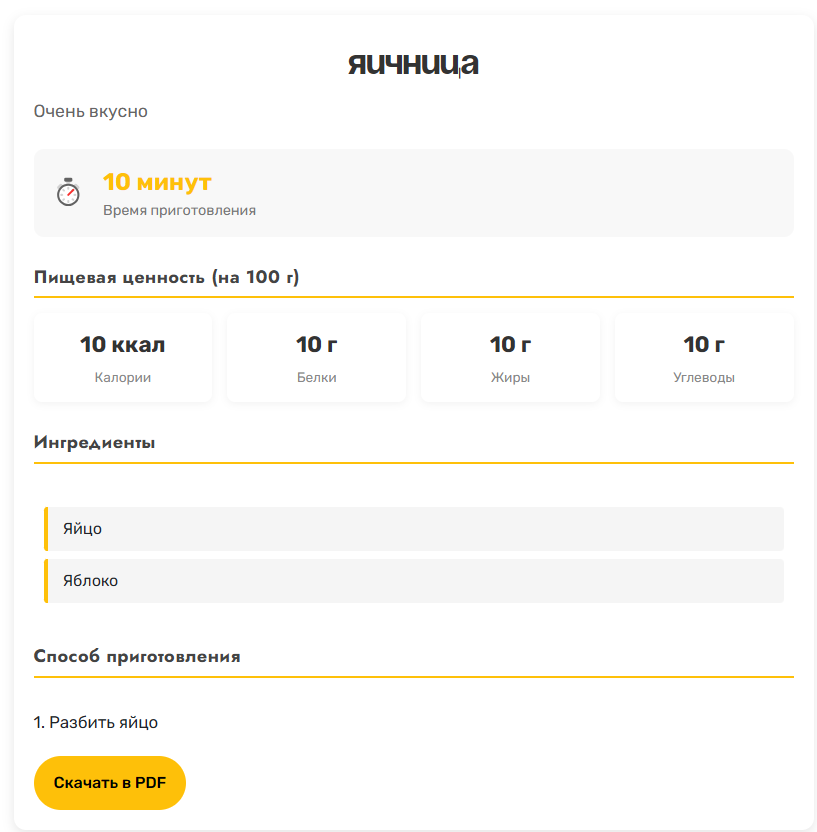 яичница
Очень вкусно
10 минут
Время приготовления
Пищевая ценность (на 100 г)
10 ккал
Калории
10 г
Белки
10 г
Жиры
10 г
Углеводы
Ингредиенты
Яйцо
Яблоко
Способ приготовления
1. Разбить яйцо
Скачать в PDF